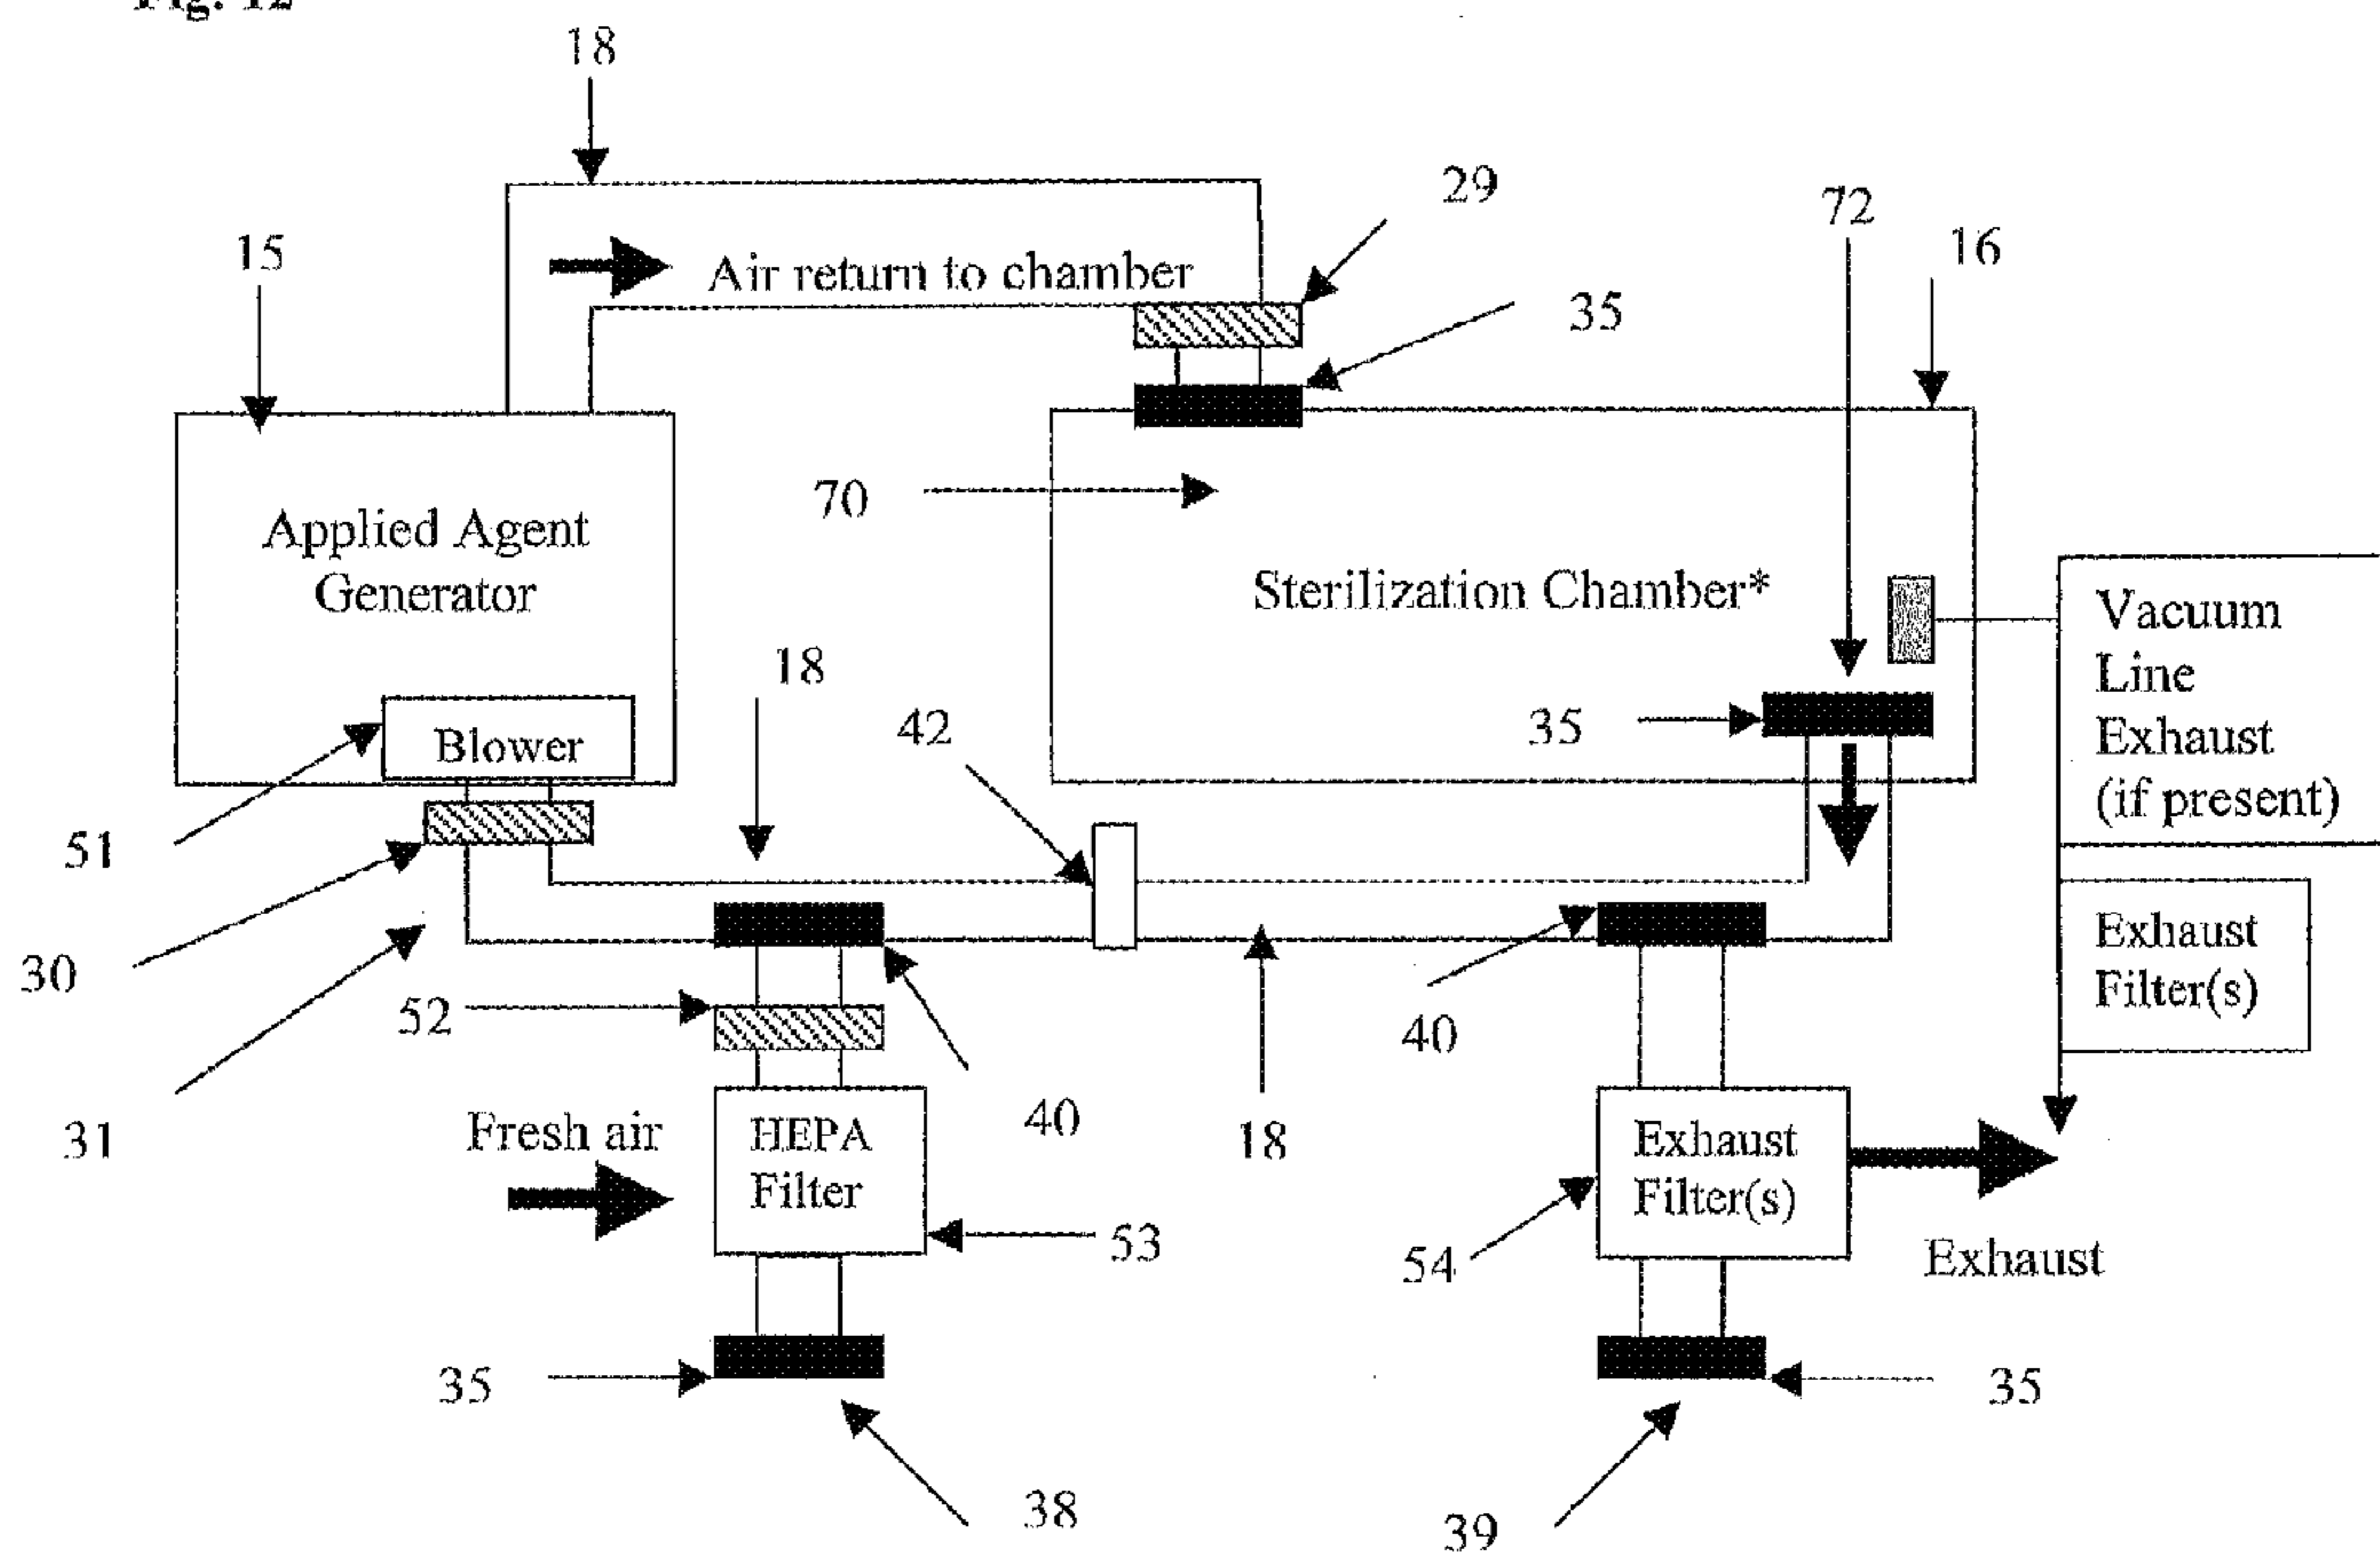 Fig. 12
18
29
72
16
15
Air return to chamber
35
70
Applied Agent
Generator
Sterilization Chamber*
Vacuum
Line
Exhaust
(if present)
18
42
35
Blower
51
30
52
40
Exhaust
Filter(s)
31
Fresh air
HEPA
Filter
40
18
Exhaust
Filter(s)
53
54
Exhaust
35
35
38
39